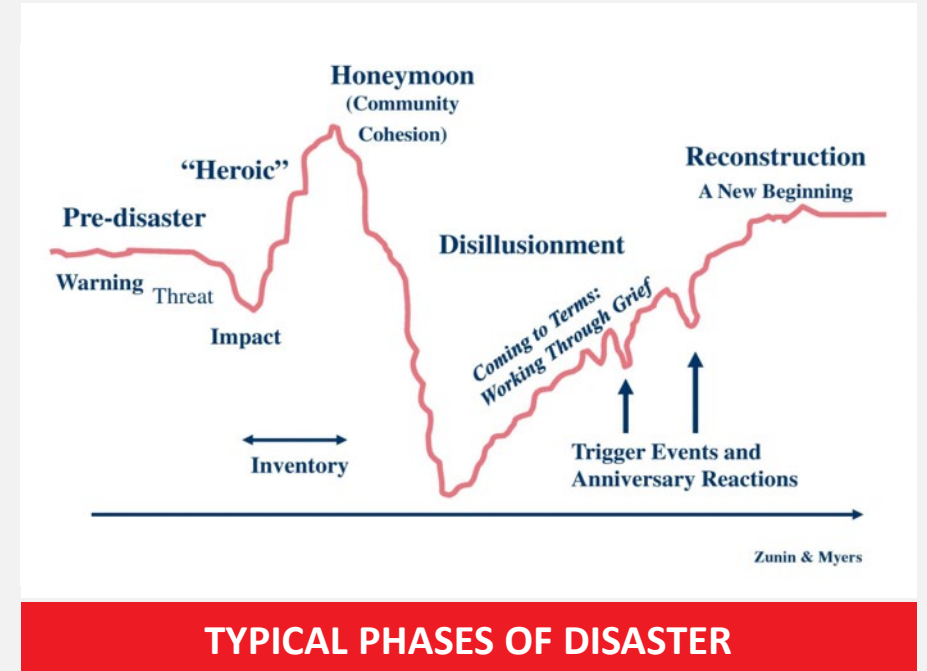 Honeymoon
(Community
Cohesion)
“Heroic”
Pre-disaster
Warning
Threat
Impact
Inventory
Disillusionment
Coming to Terms:
Working Through Grief
Reconstruction
A New Beginning
Trigger Events and
Anniversary Reactions
Zunin & Myers
TYPICAL PHASES OF DISASTER